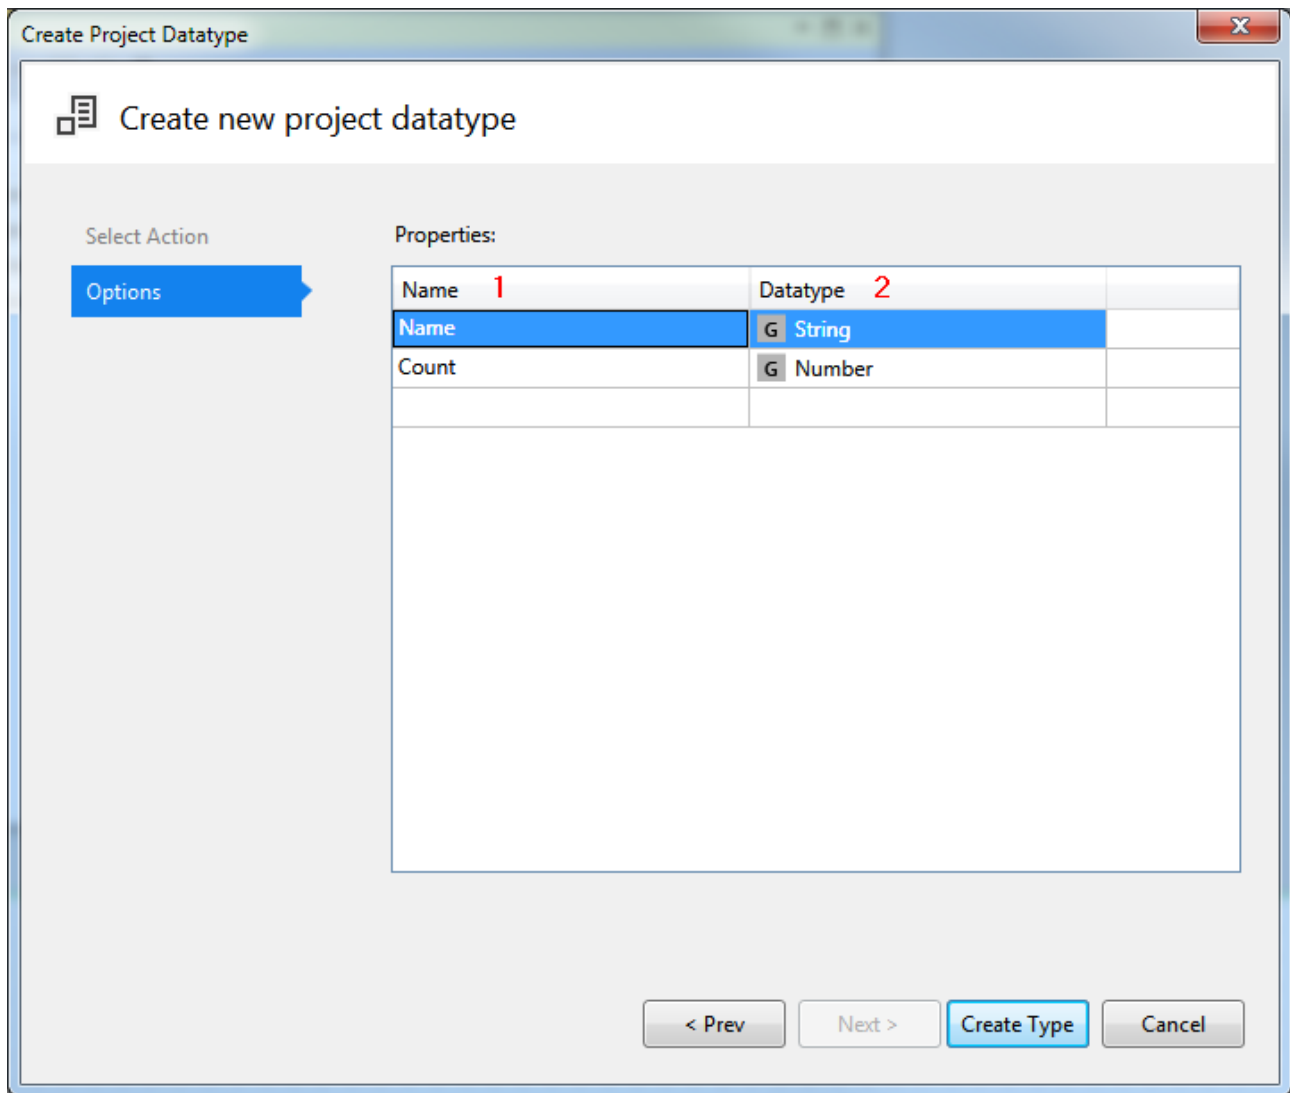 Create Project Datatype
Create new project datatype
Select Action
Options
Properties:
Name 1 Datatype 2
Name G String
Count G Number
< Prev Next > Create Type Cancel